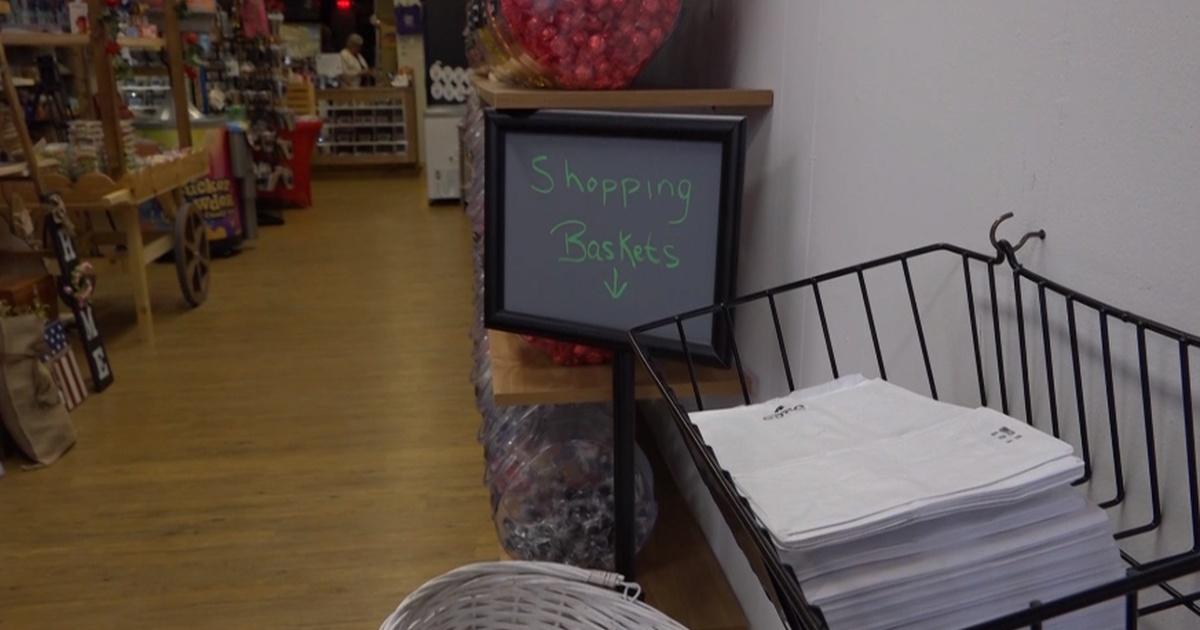 Shopping
Baskets
↓
HOME